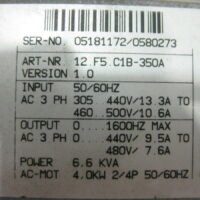 SER-NO. 05181172/0580273
ART-NR. 12.F5.C1B-350A
VERSION 1.0
INPUT 50/60HZ
AC 3 PH 305 440V/13.3A TO
460...500V/10.6A
OUTPUT 0... 1600HZ MAX
AC 3 PH 0... 440V/ 9.5A TO
480V/ 7.6A
POWER 6.6 KVA
AC-MOT 4.0KW 2/4P 50/60HZ